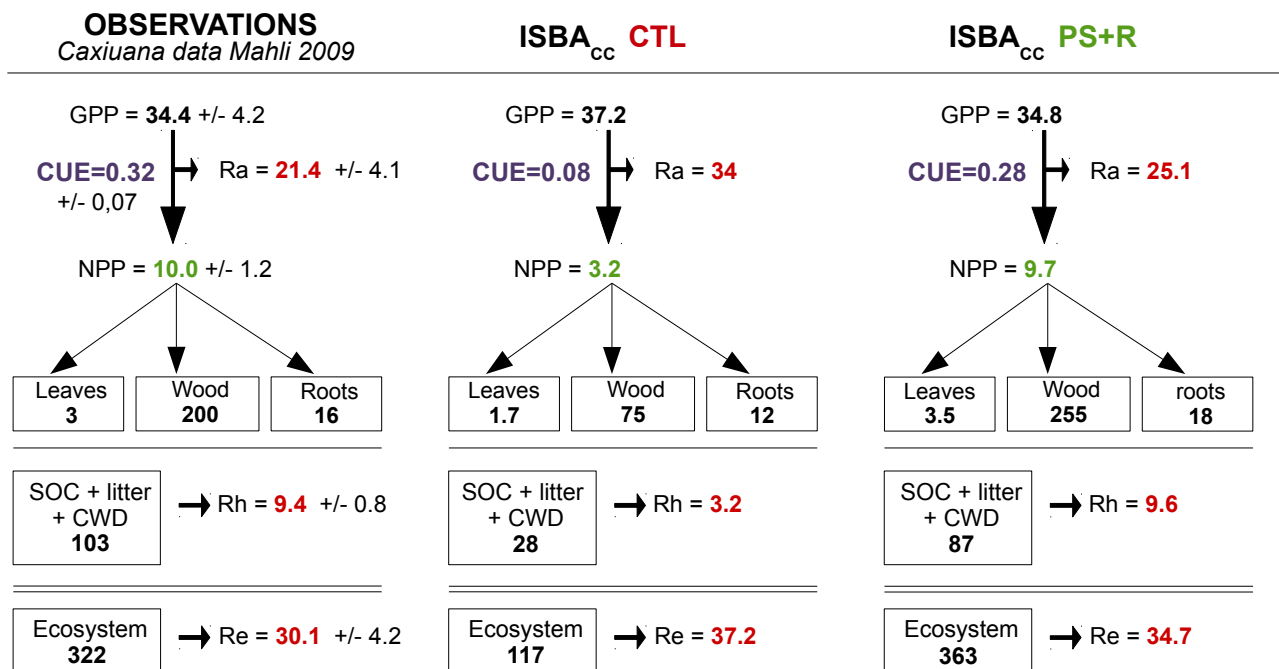 OBSERVATIONS
Caxiuana data Mahli 2009
GPP = 34.4 +/- 4.2
CUE=0.32
+/- 0,07
Ra = 21.4 +/- 4.1
NPP = 10.0 +/- 1.2
Leaves
3
Wood
200
Roots
16
SOC + litter
+ CWD
103
Rh = 9.4 +/- 0.8
Ecosystem
322
Re = 30.1 +/- 4.2
ISBACC CTL
GPP = 37.2
CUE=0.08
Ra = 34
NPP = 3.2
Leaves
1.7
Wood
75
Roots
12
SOC + litter
+ CWD
28
Rh = 3.2
Ecosystem
117
Re = 37.2
ISBACC PS+R
GPP = 34.8
CUE=0.28
Ra = 25.1
NPP = 9.7
Leaves
3.5
Wood
255
roots
18
SOC + litter
+ CWD
87
Rh = 9.6
Ecosystem
363
Re = 34.7